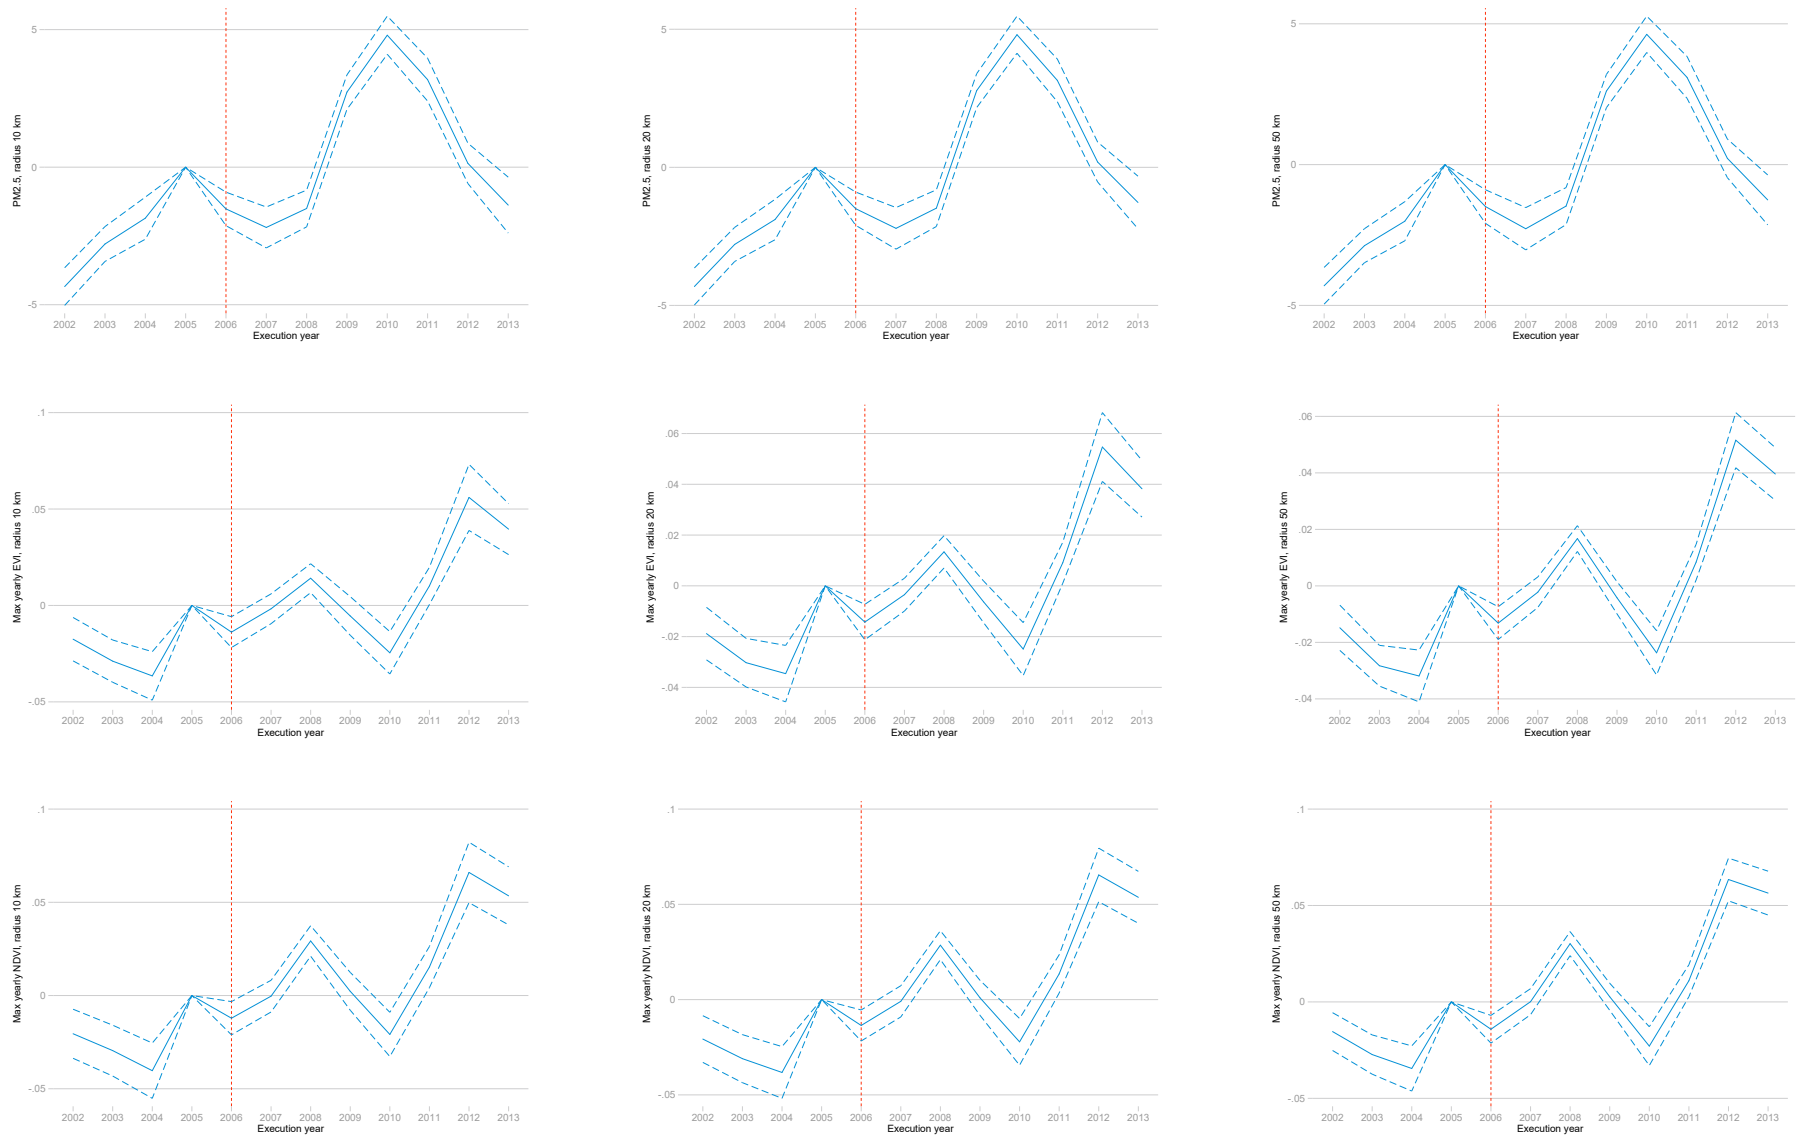 PM2.5, radius 10 km
5
0
-5
2002 2003 2004 2005 2006 2007 2008 2009 2010 2011 2012 2013
Execution year
PM2.5, radius 20 km
5
0
-5
2002 2003 2004 2005 2006 2007 2008 2009 2010 2011 2012 2013
Execution year
PM2.5, radius 50 km
5
0
-5
2002 2003 2004 2005 2006 2007 2008 2009 2010 2011 2012 2013
Execution year
Max yearly EVI, radius 10 km
.1
.05
0
-.05
2002 2003 2004 2005 2006 2007 2008 2009 2010 2011 2012 2013
Execution year
Max yearly EVI, radius 20 km
.06
.04
.02
0
-.02
-.04
2002 2003 2004 2005 2006 2007 2008 2009 2010 2011 2012 2013
Execution year
Max yearly EVI, radius 50 km
.06
.04
.02
0
-.02
-.04
2002 2003 2004 2005 2006 2007 2008 2009 2010 2011 2012 2013
Execution year
Max yearly NDVI, radius 10 km
.1
.05
0
-.05
2002 2003 2004 2005 2006 2007 2008 2009 2010 2011 2012 2013
Execution year
Max yearly NDVI, radius 20 km
.1
.05
0
-.05
2002 2003 2004 2005 2006 2007 2008 2009 2010 2011 2012 2013
Execution year
Max yearly NDVI, radius 50 km
.1
.05
0
-.05
2002 2003 2004 2005 2006 2007 2008 2009 2010 2011 2012 2013
Execution year